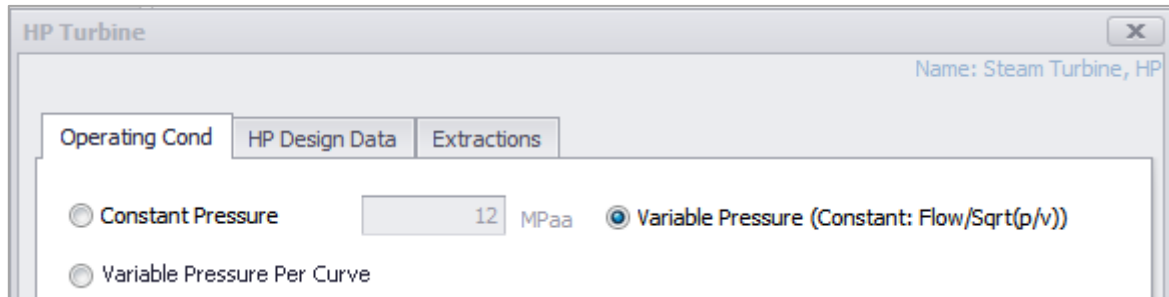 HP Turbine
Name: Steam Turbine, HP
Operating Cond HP Design Data Extractions
Constant Pressure 12 MPaa Variable Pressure (Constant: Flow/Sqrt(p/v))
Variable Pressure Per Curve